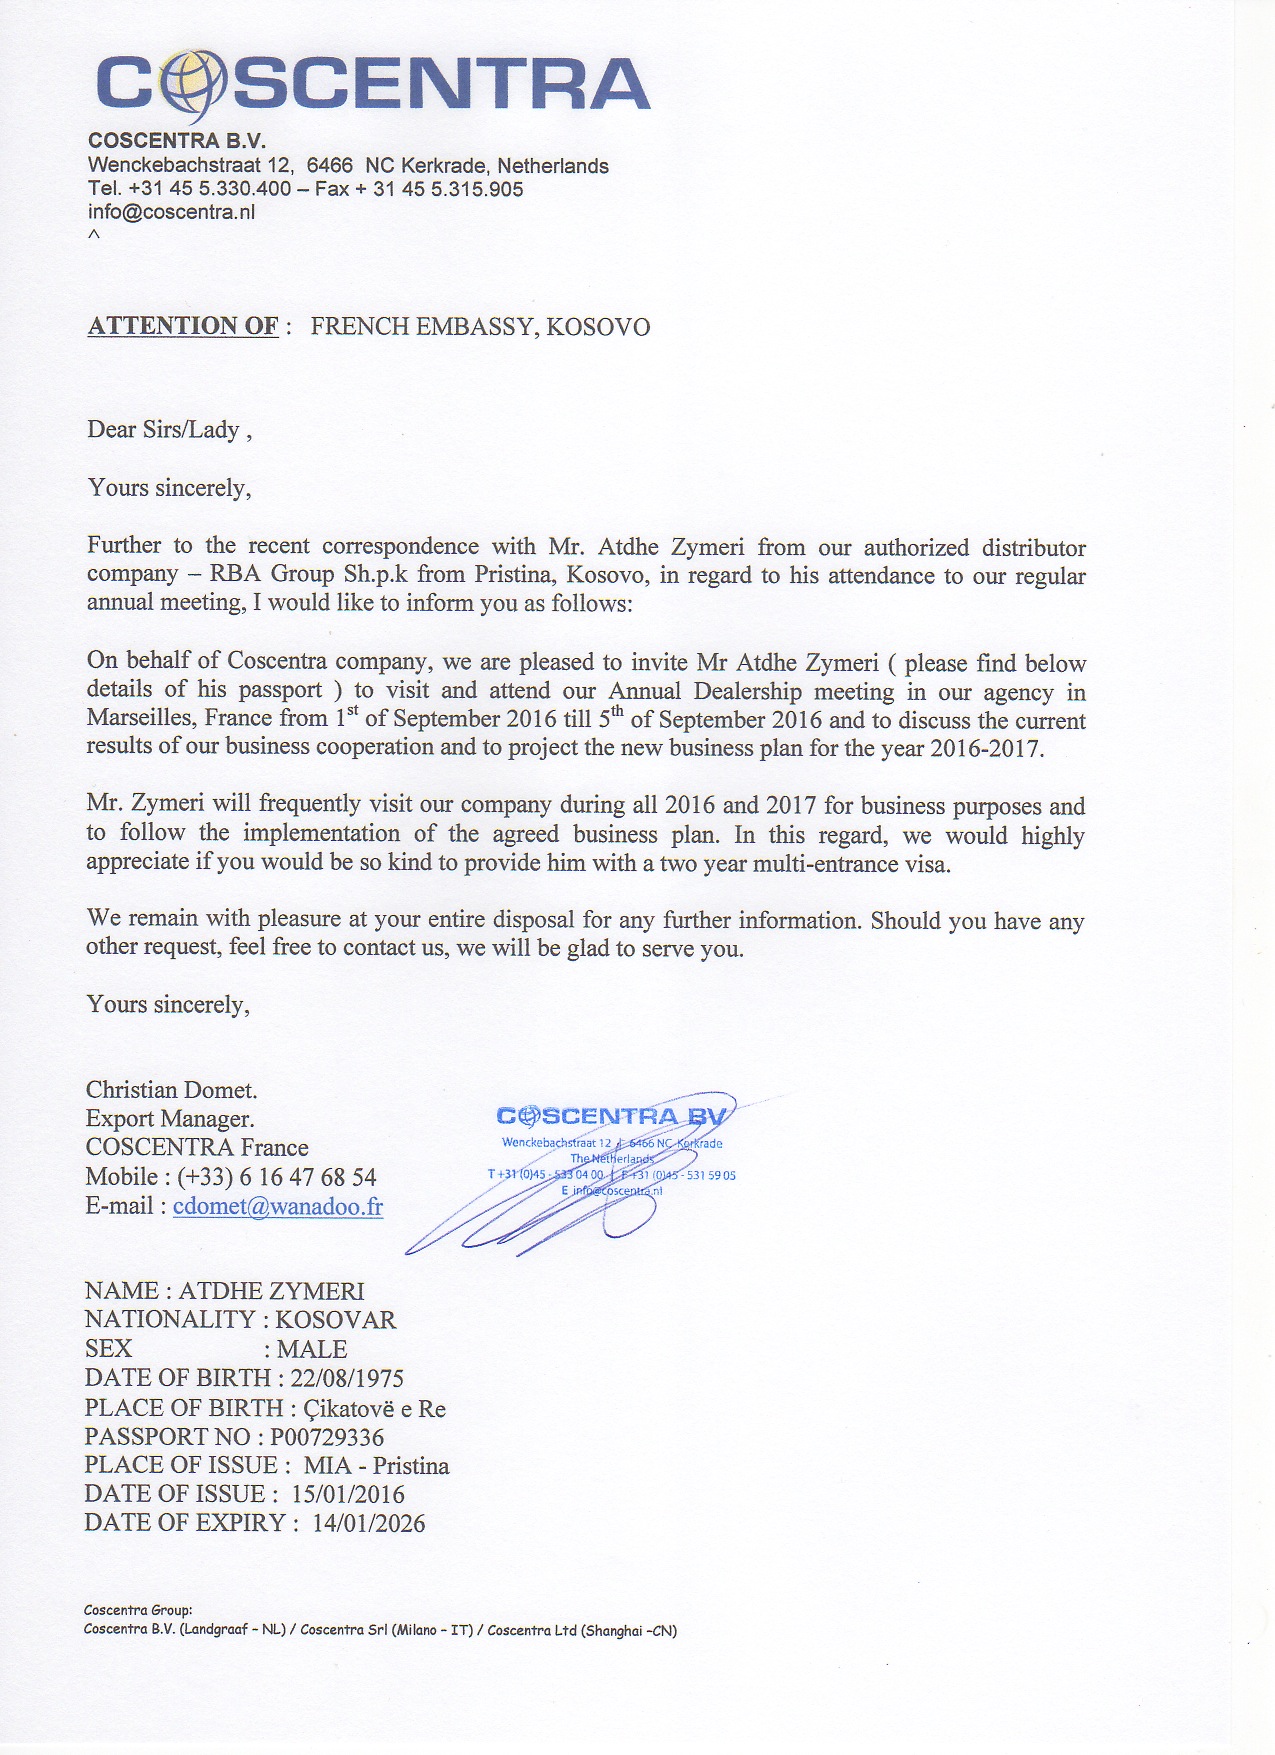 COSCENTRA
COSCENTRA B.V.
Wenckebachstraat 12, 6466 NC Kerkrade, Netherlands
Tel. +31 45 5.330.400 – Fax + 31 45 5.315.905
info@coscentra.nl
^
ATTENTION OF : FRENCH EMBASSY, KOSOVO
Dear Sirs/Lady ,
Yours sincerely,
Further to the recent correspondence with Mr. Atdhe Zymeri from our authorized distributor
company – RBA Group Sh.p.k from Pristina, Kosovo, in regard to his attendance to our regular
annual meeting, I would like to inform you as follows:
On behalf of Coscentra company, we are pleased to invite Mr Atdhe Zymeri ( please find below
details of his passport ) to visit and attend our Annual Dealership meeting in our agency in
Marseilles, France from 1st of September 2016 till 5th of September 2016 and to discuss the current
results of our business cooperation and to project the new business plan for the year 2016-2017.
Mr. Zymeri will frequently visit our company during all 2016 and 2017 for business purposes and
to follow the implementation of the agreed business plan. In this regard, we would highly
appreciate if you would be so kind to provide him with a two year multi-entrance visa.
We remain with pleasure at your entire disposal for any further information. Should you have any
other request, feel free to contact us, we will be glad to serve you.
Yours sincerely,
Christian Domet.
Export Manager.
COSCENTRA France
Mobile : (+33) 6 16 47 68 54
E-mail : cdomet@wanadoo.fr
COSCENTRA BV
Wenckebachstraat 12 / 6466 NC Kerkrade
The Netherlands
T +31 (0)45 - 533 04 00 | F +31 (0)45 - 531 59 05
E info@coscentra.nl
NAME : ATDHE ZYMERI
NATIONALITY : KOSOVAR
SEX : MALE
DATE OF BIRTH : 22/08/1975
PLACE OF BIRTH : Çikatovë e Re
PASSPORT NO : P00729336
PLACE OF ISSUE : MIA - Pristina
DATE OF ISSUE : 15/01/2016
DATE OF EXPIRY : 14/01/2026
Coscentra Group:
Coscentra B.V. (Landgraaf – NL) / Coscentra Srl (Milano – IT) / Coscentra Ltd (Shanghai –CN)